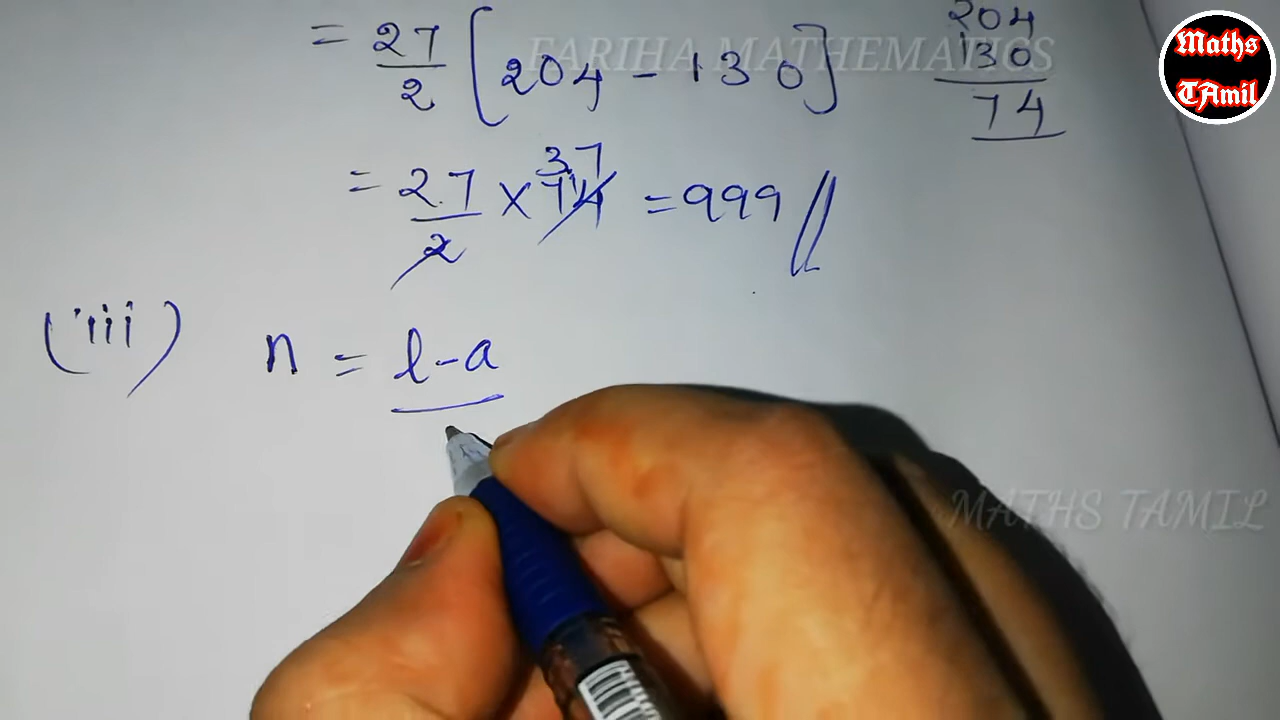 = 27/2 [204 - 130]
204
130
74
= 27/2 × 74 37 = 999 //
(iii) n = l-a
FARIHA MATHEMATICS
MATHS TAMIL
Maths
TAmil